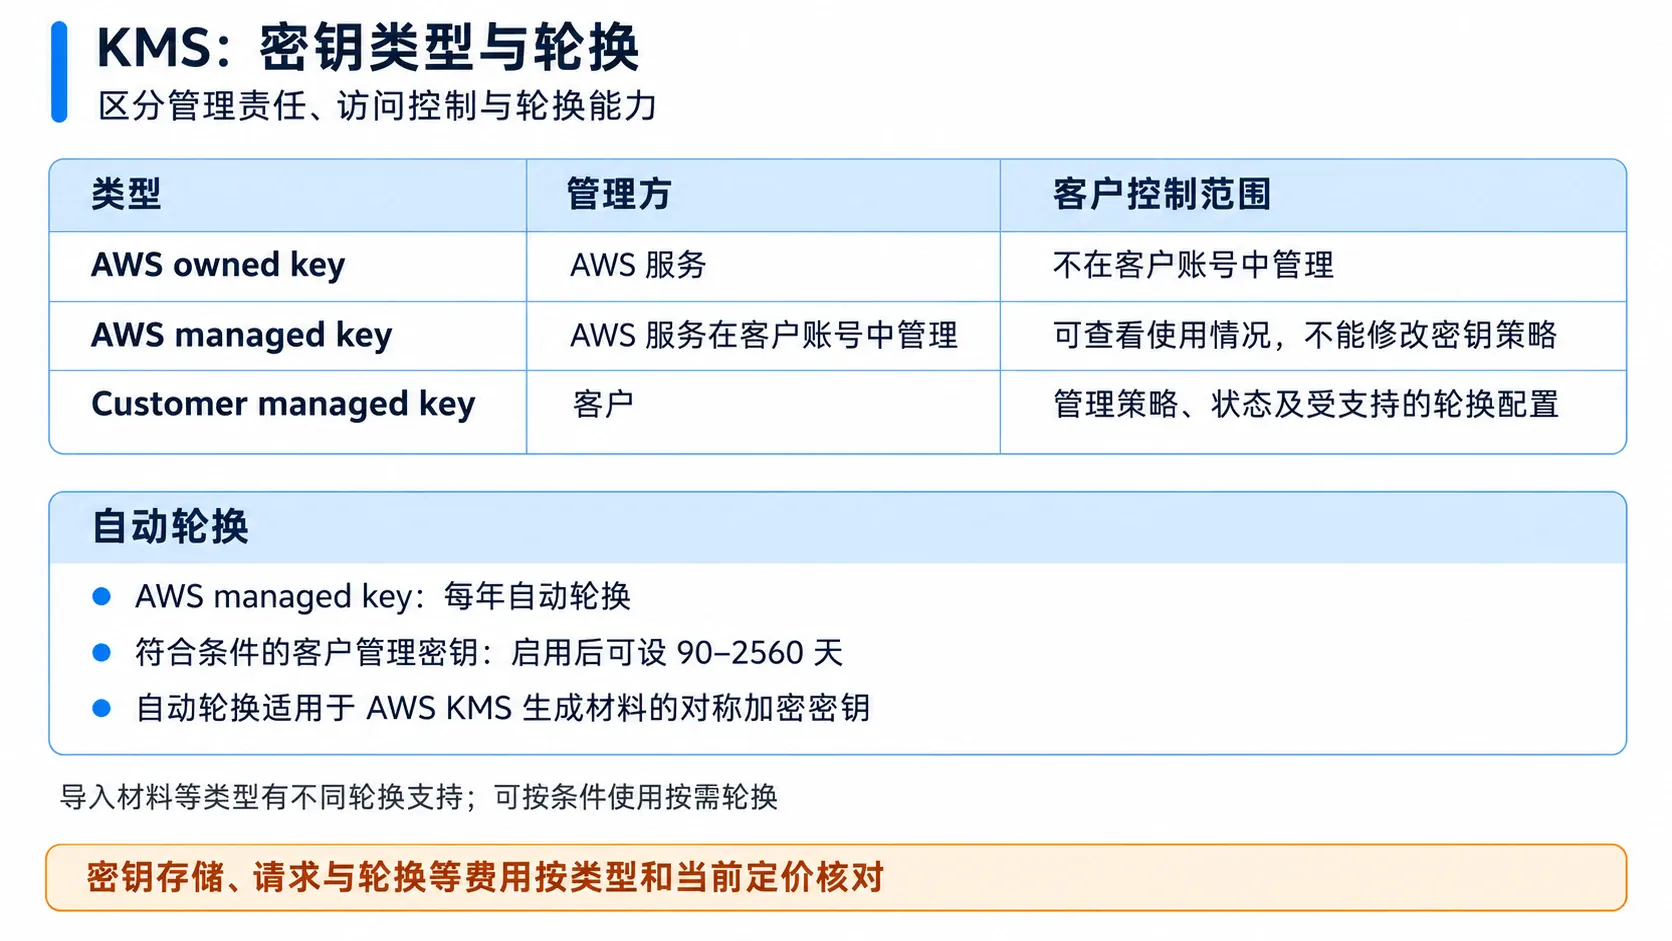 KMS：密钥类型与轮换
区分管理责任、访问控制与轮换能力
类型 管理方 客户控制范围
AWS owned key AWS 服务 不在客户账号中管理
AWS managed key AWS 服务在客户账号中管理 可查看使用情况，不能修改密钥策略
Customer managed key 客户 管理策略、状态及受支持的轮换配置
自动轮换
AWS managed key：每年自动轮换
符合条件的客户管理密钥：启用后可设 90–2560 天
自动轮换适用于 AWS KMS 生成材料的对称加密密钥
导入材料等类型有不同轮换支持；可按条件使用按需轮换
密钥存储、请求与轮换等费用按类型和当前定价核对